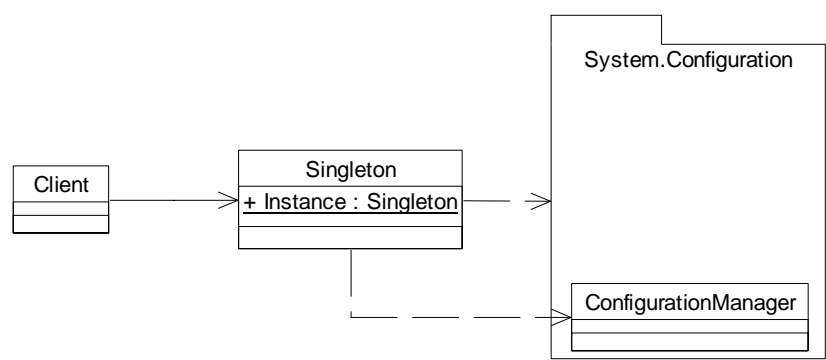 System.Configuration
Singleton
Client
+ Instance : Singleton
ConfigurationManager